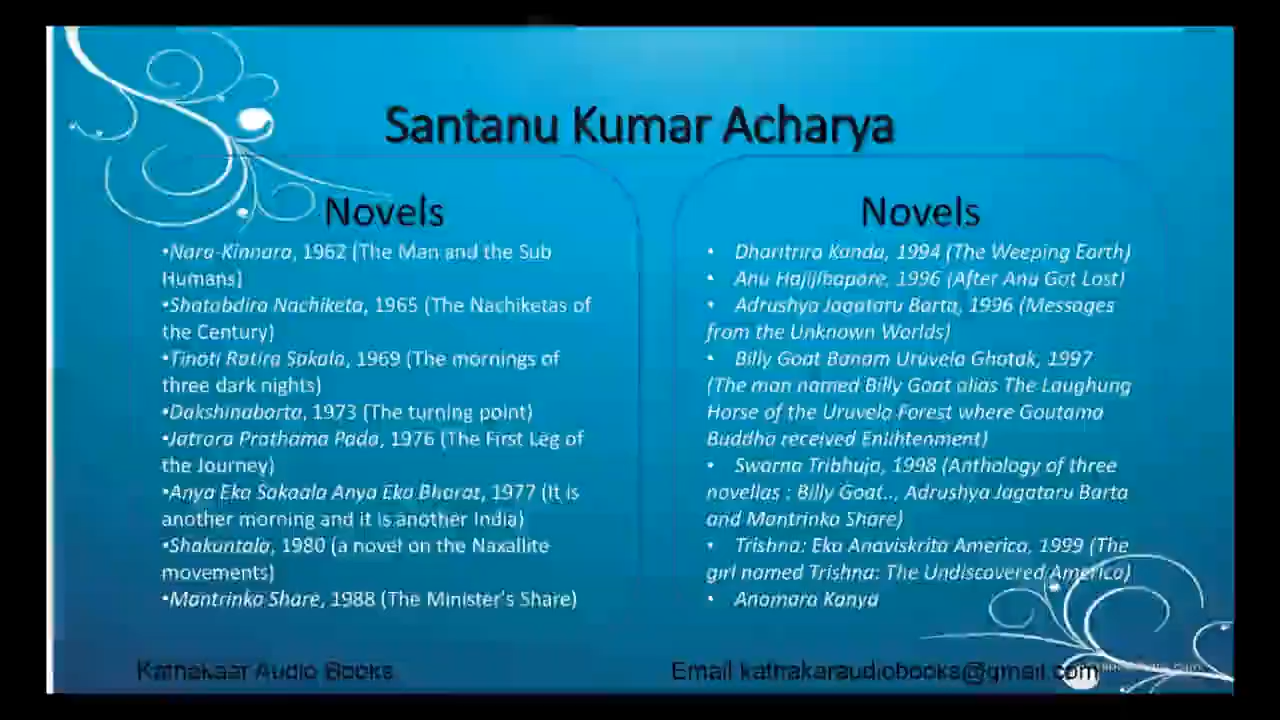 Santanu Kumar Acharya
Novels
•Nara-Kinnara, 1962 (The Man and the Sub
Humans)
•Shatabdira Nachiketa, 1965 (The Nachiketas of
the Century)
•Tinoti Ratira Sakala, 1969 (The mornings of
three dark nights)
•Dakshinabarta, 1973 (The turning point)
•Jatrara Prathama Pada, 1976 (The First Leg of
the Journey)
•Anya Eka Sakaala Anya Eka Bharat, 1977 (It is
another morning and it is another India)
•Shakuntala, 1980 (a novel on the Naxallite
movements)
•Mantrinka Share, 1988 (The Minister's Share)
Novels
• Dharitrira Kanda, 1994 (The Weeping Earth)
• Anu Hajijibapare, 1996 (After Anu Got Lost)
• Adrushya Jagataru Barta, 1996 (Messages
from the Unknown Worlds)
• Billy Goat Banam Uruvela Ghotak, 1997
(The man named Billy Goat alias The Laughung
Horse of the Uruvela Forest where Goutama
Buddha received Enlihtenment)
• Swarna Tribhuja, 1998 (Anthology of three
novellas : Billy Goat.., Adrushya Jagataru Barta
and Mantrinka Share)
• Trishna: Eka Anaviskrita America, 1999 (The
girl named Trishna: The Undiscovered America)
• Anamara Kanya
Kathakaar Audio Books
Email kathakaraudiobooks@gmail.com